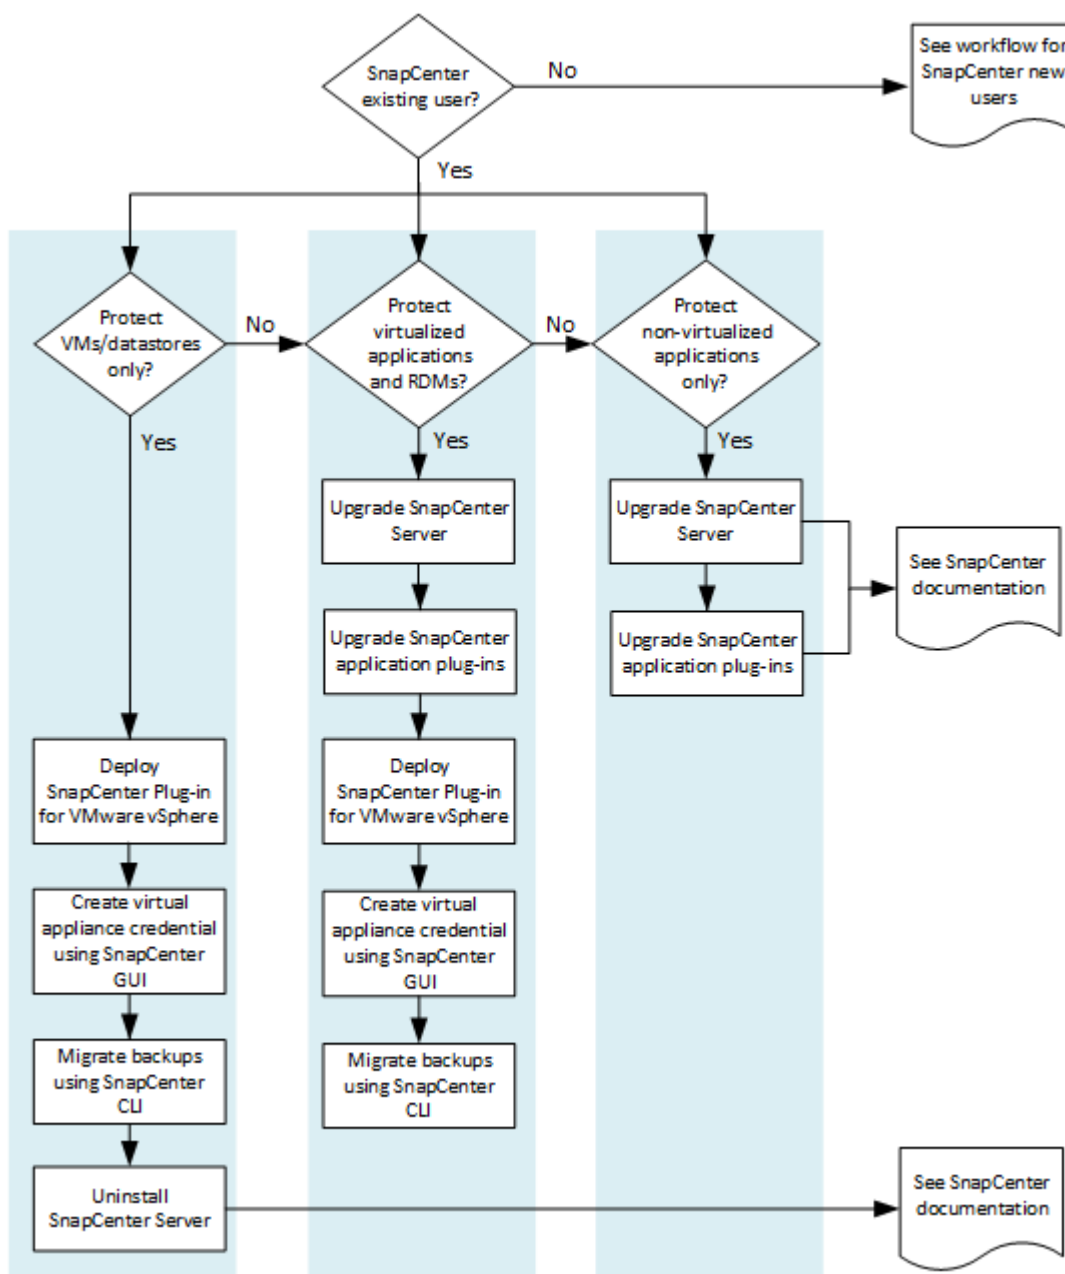 SnapCenter
existing user?
No
See workflow for
SnapCenter new
users
Yes
Protect
VMs/datastores
only?
No
Protect
virtualized
applications
and RDMs?
No
Protect
non-virtualized
applications
only?
Yes
Yes
Yes
Upgrade SnapCenter
Server
Upgrade SnapCenter
Server
See SnapCenter
documentation
Upgrade SnapCenter
application plug-ins
Upgrade SnapCenter
application plug-ins
Deploy
SnapCenter Plug-in
for VMware vSphere
Deploy
SnapCenter Plug-in
for VMware vSphere
Create virtual
appliance credential
using SnapCenter
GUI
Create virtual
appliance credential
using SnapCenter
GUI
Migrate backups
using SnapCenter
CLI
Migrate backups
using SnapCenter
CLI
Uninstall
SnapCenter Server
See SnapCenter
documentation